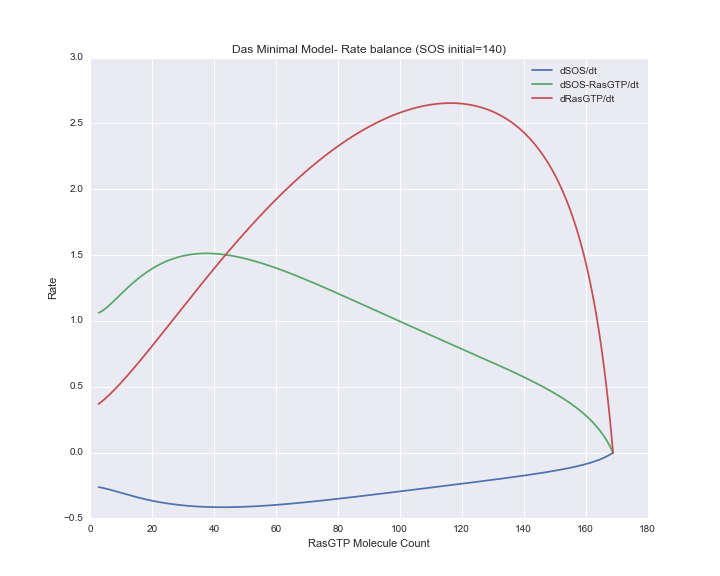 Das Minimal Model- Rate balance (SOS initial=140)
3.0
2.5
2.0
1.5
1.0
0.5
0.0
−0.5
Rate
dSOS/dt
dSOS-RasGTP/dt
dRasGTP/dt
0 20 40 60 80 100 120 140 160 180
RasGTP Molecule Count